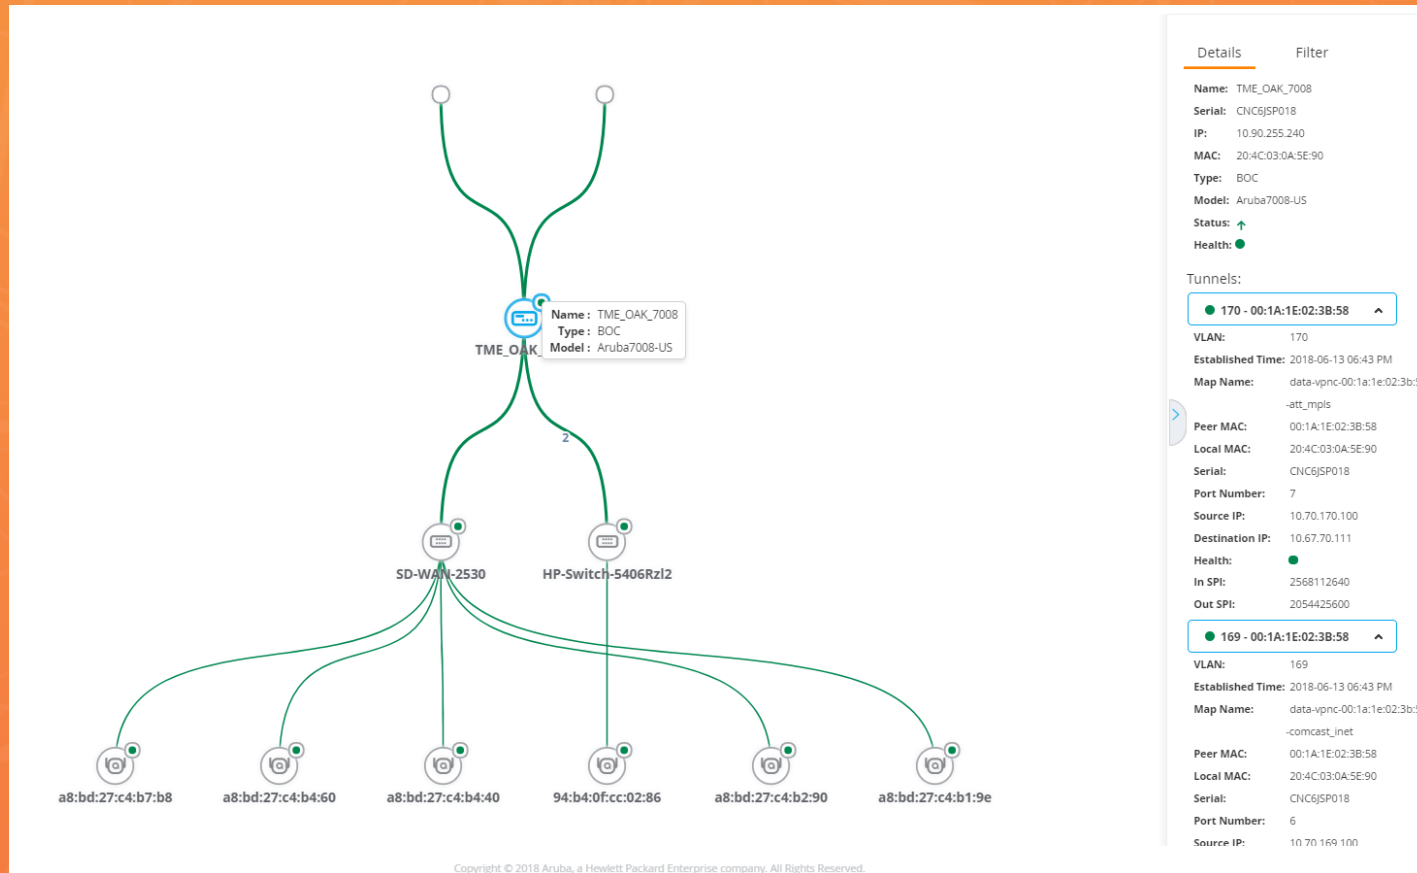 Details Filter
Name: TME_OAK_7008
Serial: CNC6JSP018
IP: 10.90.255.240
MAC: 20:4C:03:0A:5E:90
Type: BOC
Model: Aruba7008-US
Status:
Health:
Tunnels:
170 - 00:1A:1E:02:3B:58
VLAN: 170
Established Time: 2018-06-13 06:43 PM
Map Name: data-vpnc-00:1a:1e:02:3b:
-att_mpls
Peer MAC: 00:1A:1E:02:3B:58
Local MAC: 20:4C:03:0A:5E:90
Serial: CNC6JSP018
Port Number: 7
Source IP: 10.70.170.100
Destination IP: 10.67.70.111
Health:
In SPI: 2568112640
Out SPI: 2054425600
169 - 00:1A:1E:02:3B:58
VLAN: 169
Established Time: 2018-06-13 06:43 PM
Map Name: data-vpnc-00:1a:1e:02:3b:
-comcast_inet
Peer MAC: 00:1A:1E:02:3B:58
Local MAC: 20:4C:03:0A:5E:90
Serial: CNC6JSP018
Port Number: 6
Source IP: 10.70.169.100
Name : TME_OAK_7008
Type : BOC
Model : Aruba7008-US
TME_OAK_
2
SD-WAN-2530
HP-Switch-5406Rzl2
a8:bd:27:c4:b7:b8
a8:bd:27:c4:b4:60
a8:bd:27:c4:b4:40
94:b4:0f:cc:02:86
a8:bd:27:c4:b2:90
a8:bd:27:c4:b1:9e
Copyright © 2018 Aruba, a Hewlett Packard Enterprise company. All Rights Reserved.